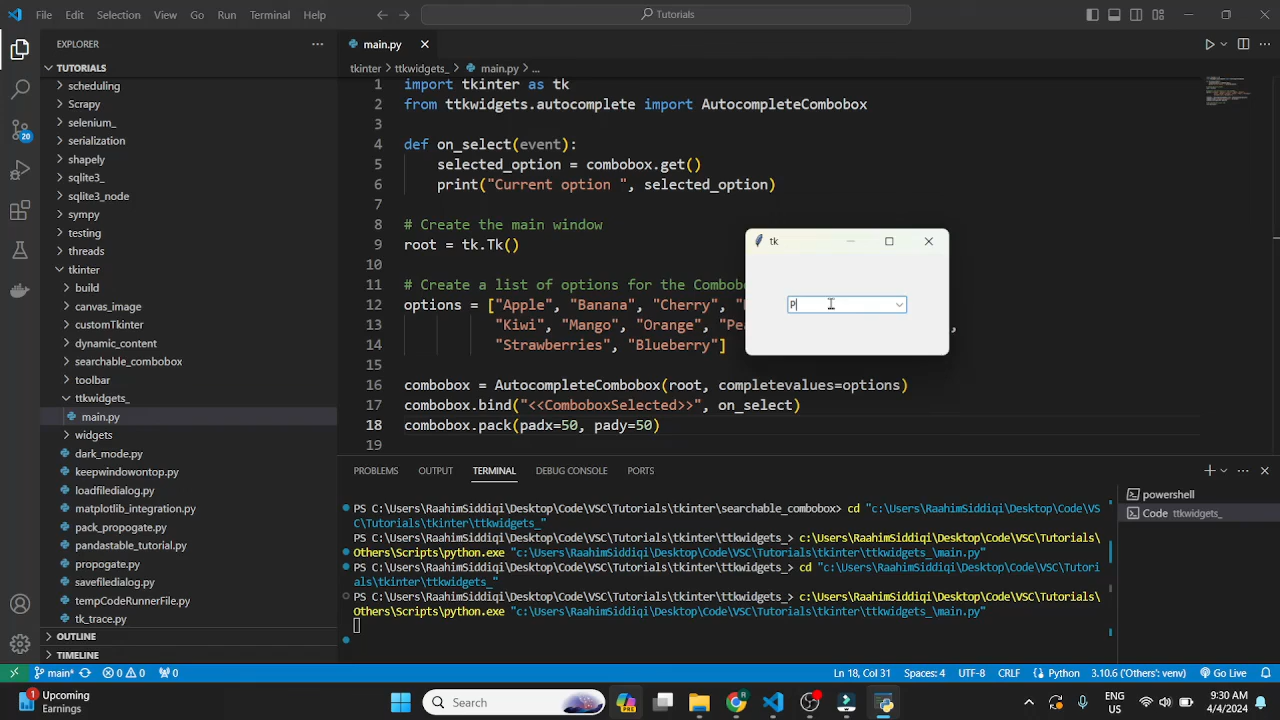 File Edit Selection View Go Run Terminal Help
Tutorials
EXPLORER
TUTORIALS
scheduling
Scrapy
selenium_
serialization
shapely
sqlite3_
sqlite3_node
sympy
testing
threads
tkinter
build
canvas_image
customTkinter
dynamic_content
searchable_combobox
toolbar
ttkwidgets_
main.py
widgets
dark_mode.py
keepwindowontop.py
loadfiledialog.py
matplotlib_integration.py
pack_propogate.py
pandastable_tutorial.py
propogate.py
savefiledialog.py
tempCodeRunnerFile.py
tk_trace.py
OUTLINE
TIMELINE
20
main.py
tkinter > ttkwidgets_ > main.py > ...
1 import tkinter as tk
2 from ttkwidgets.autocomplete import AutocompleteCombobox
3
4 def on_select(event):
5 selected_option = combobox.get()
6 print("Current option ", selected_option)
7
8 # Create the main window
9 root = tk.Tk()
10
11 # Create a list of options for the Combobo
12 options = ["Apple", "Banana", "Cherry", "
13 "Kiwi", "Mango", "Orange", "Pea ,
14 "Strawberries", "Blueberry"]
15
16 combobox = AutocompleteCombobox(root, completevalues=options)
17 combobox.bind("<<ComboboxSelected>>", on_select)
18 combobox.pack(padx=50, pady=50)
19
tk
P
PROBLEMS OUTPUT TERMINAL DEBUG CONSOLE PORTS
PS C:\Users\RaahimSiddiqi\Desktop\Code\VSC\Tutorials\tkinter\searchable_combobox> cd "c:\Users\RaahimSiddiqi\Desktop\Code\VS
C\Tutorials\tkinter\ttkwidgets_"
PS C:\Users\RaahimSiddiqi\Desktop\Code\VSC\Tutorials\tkinter\ttkwidgets_> c:\Users\RaahimSiddiqi\Desktop\Code\VSC\Tutorials\
Others\Scripts\python.exe "c:\Users\RaahimSiddiqi\Desktop\Code\VSC\Tutorials\tkinter\ttkwidgets_\main.py"
PS C:\Users\RaahimSiddiqi\Desktop\Code\VSC\Tutorials\tkinter\ttkwidgets_> cd "c:\Users\RaahimSiddiqi\Desktop\Code\VSC\Tutori
als\tkinter\ttkwidgets_"
PS C:\Users\RaahimSiddiqi\Desktop\Code\VSC\Tutorials\tkinter\ttkwidgets_> c:\Users\RaahimSiddiqi\Desktop\Code\VSC\Tutorials\
Others\Scripts\python.exe "c:\Users\RaahimSiddiqi\Desktop\Code\VSC\Tutorials\tkinter\ttkwidgets_\main.py"
powershell
Code ttkwidgets_
main* 0 0 0 Ln 18, Col 31 Spaces: 4 UTF-8 CRLF Python 3.10.6 ('Others': venv) Go Live
1 Upcoming
Earnings
Search
PRE
ENG
US
9:30 AM
4/4/2024